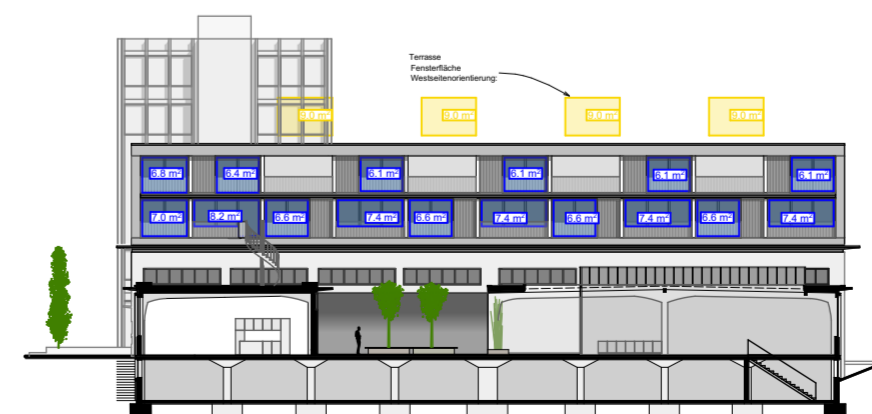 Terrasse
Fensterfläche
Westseitenorientierung:
9.0 m² 9.0 m² 9.0 m² 9.0 m²
6.8 m² 6.4 m² 6.1 m² 6.1 m² 6.1 m² 6.1 m²
7.0 m² 8.2 m² 6.6 m² 7.4 m² 6.6 m² 7.4 m² 6.6 m² 7.4 m² 6.6 m² 7.4 m²